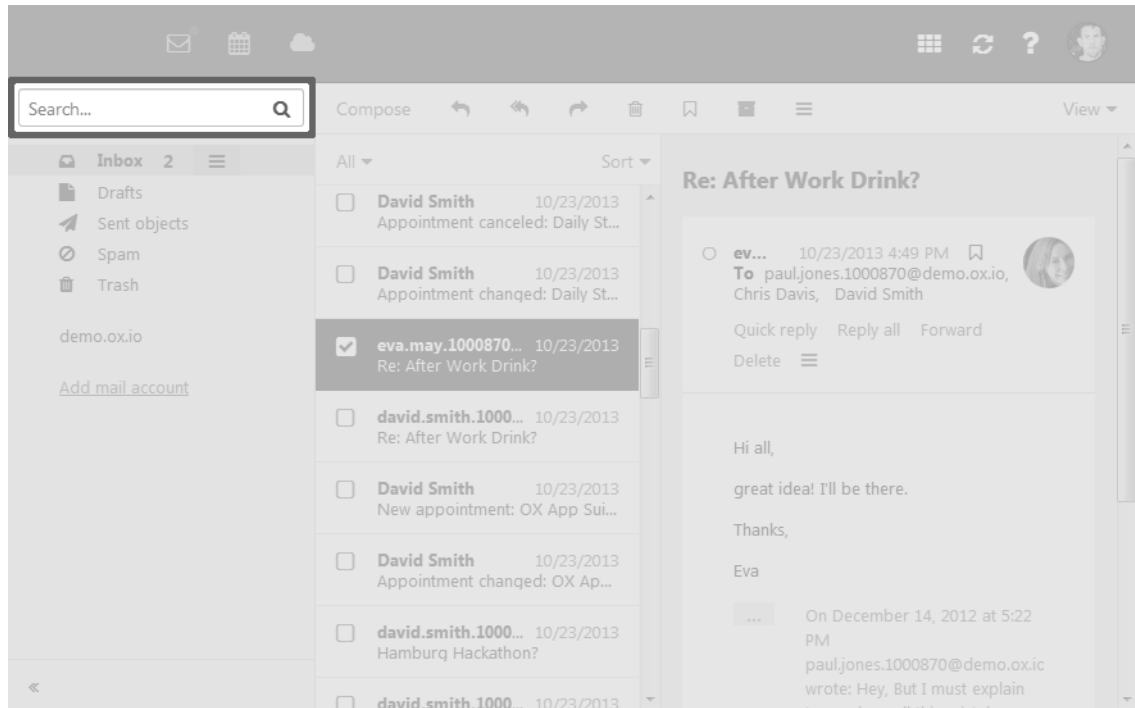 Search...
Compose
View
Inbox 2
Drafts
Sent objects
Spam
Trash
demo.ox.io
Add mail account
All Sort
David Smith 10/23/2013
Appointment canceled: Daily St...
David Smith 10/23/2013
Appointment changed: Daily St...
eva.may.1000870... 10/23/2013
Re: After Work Drink?
david.smith.1000... 10/23/2013
Re: After Work Drink?
David Smith 10/23/2013
New appointment: OX App Sui...
David Smith 10/23/2013
Appointment changed: OX Ap...
david.smith.1000... 10/23/2013
Hamburg Hackathon?
david.smith.1000... 10/23/2013
Re: After Work Drink?
ev... 10/23/2013 4:49 PM
To paul.jones.1000870@demo.ox.io,
Chris Davis, David Smith
Quick reply Reply all Forward
Delete
Hi all,
great idea! I'll be there.
Thanks,
Eva
... On December 14, 2012 at 5:22
PM
paul.jones.1000870@demo.ox.ic
wrote: Hey, But I must explain